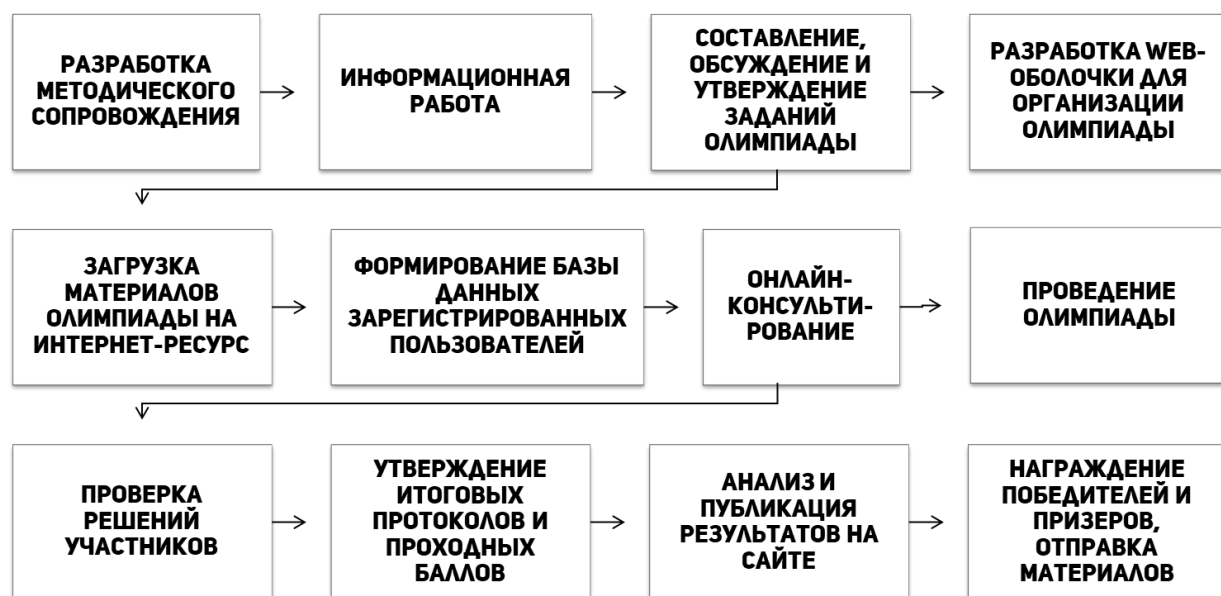 РАЗРАБОТКА
МЕТОДИЧЕСКОГО
СОПРОВОЖДЕНИЯ
ИНФОРМАЦИОННАЯ
РАБОТА
СОСТАВЛЕНИЕ,
ОБСУЖДЕНИЕ И
УТВЕРЖДЕНИЕ
ЗАДАНИЙ
ОЛИМПИАДЫ
РАЗРАБОТКА WEB-
ОБОЛОЧКИ ДЛЯ
ОРГАНИЗАЦИИ
ОЛИМПИАДЫ
ЗАГРУЗКА
МАТЕРИАЛОВ
ОЛИМПИАДЫ НА
ИНТЕРНЕТ-РЕСУРС
ФОРМИРОВАНИЕ БАЗЫ
ДАННЫХ
ЗАРЕГИСТРИРОВАННЫХ
ПОЛЬЗОВАТЕЛЕЙ
ОНЛАЙН-
КОНСУЛЬТИ-
РОВАНИЕ
ПРОВЕДЕНИЕ
ОЛИМПИАДЫ
ПРОВЕРКА
РЕШЕНИЙ
УЧАСТНИКОВ
УТВЕРЖДЕНИЕ
ИТОГОВЫХ
ПРОТОКОЛОВ И
ПРОХОДНЫХ
БАЛЛОВ
АНАЛИЗ И
ПУБЛИКАЦИЯ
РЕЗУЛЬТАТОВ НА
САЙТЕ
НАГРАЖДЕНИЕ
ПОБЕДИТЕЛЕЙ И
ПРИЗЕРОВ,
ОТПРАВКА
МАТЕРИАЛОВ